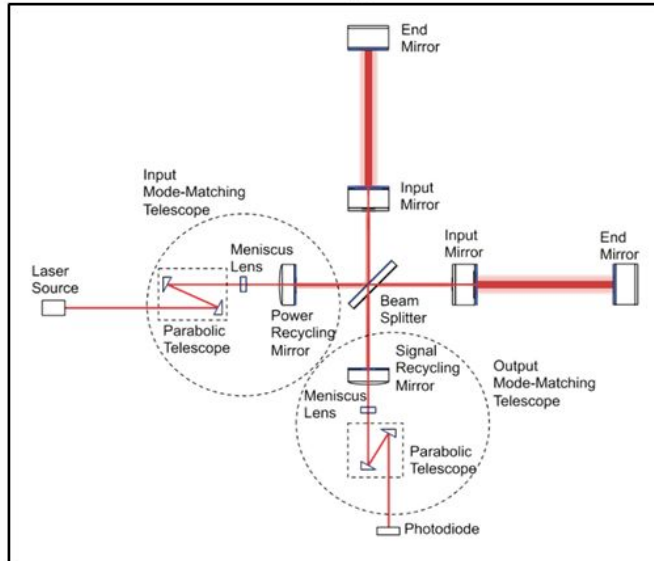 End
Mirror
Input
Mode-Matching
Telescope
Input
Mirror
Input
Mirror
End
Mirror
Meniscus
Lens
Laser
Source
Parabolic
Telescope
Power
Recycling
Mirror
Beam
Splitter
Signal
Recycling
Mirror
Output
Mode-Matching
Telescope
Meniscus
Lens
Parabolic
Telescope
Photodiode